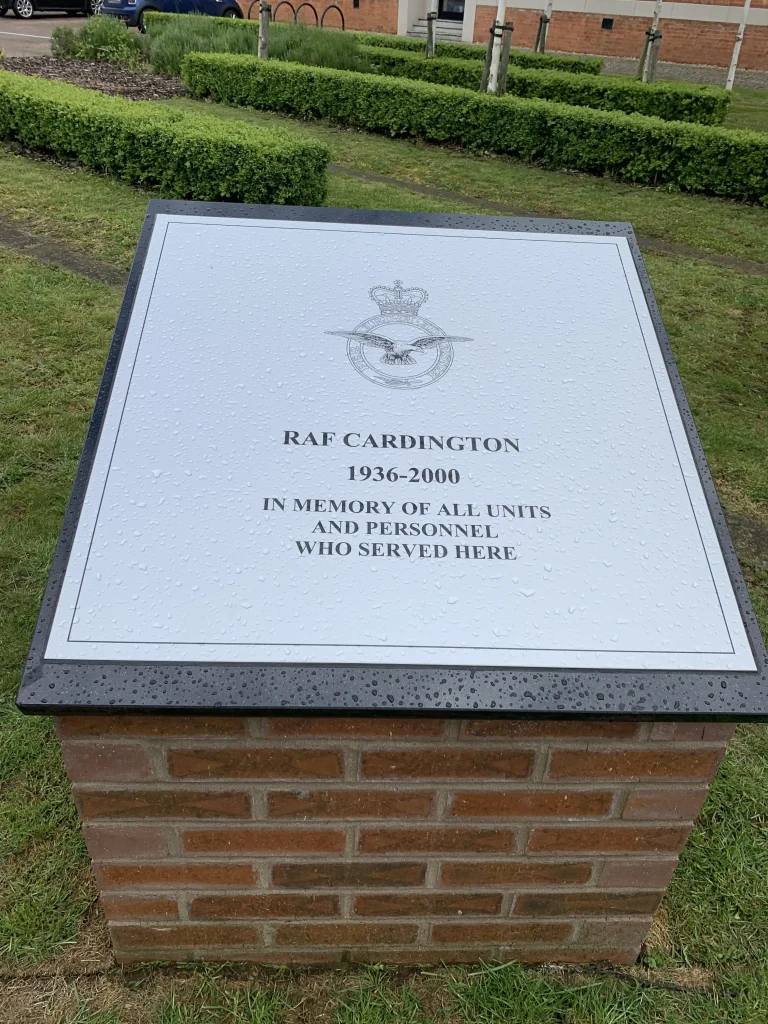 RAF CARDINGTON
1936-2000
IN MEMORY OF ALL UNITS
AND PERSONNEL
WHO SERVED HERE